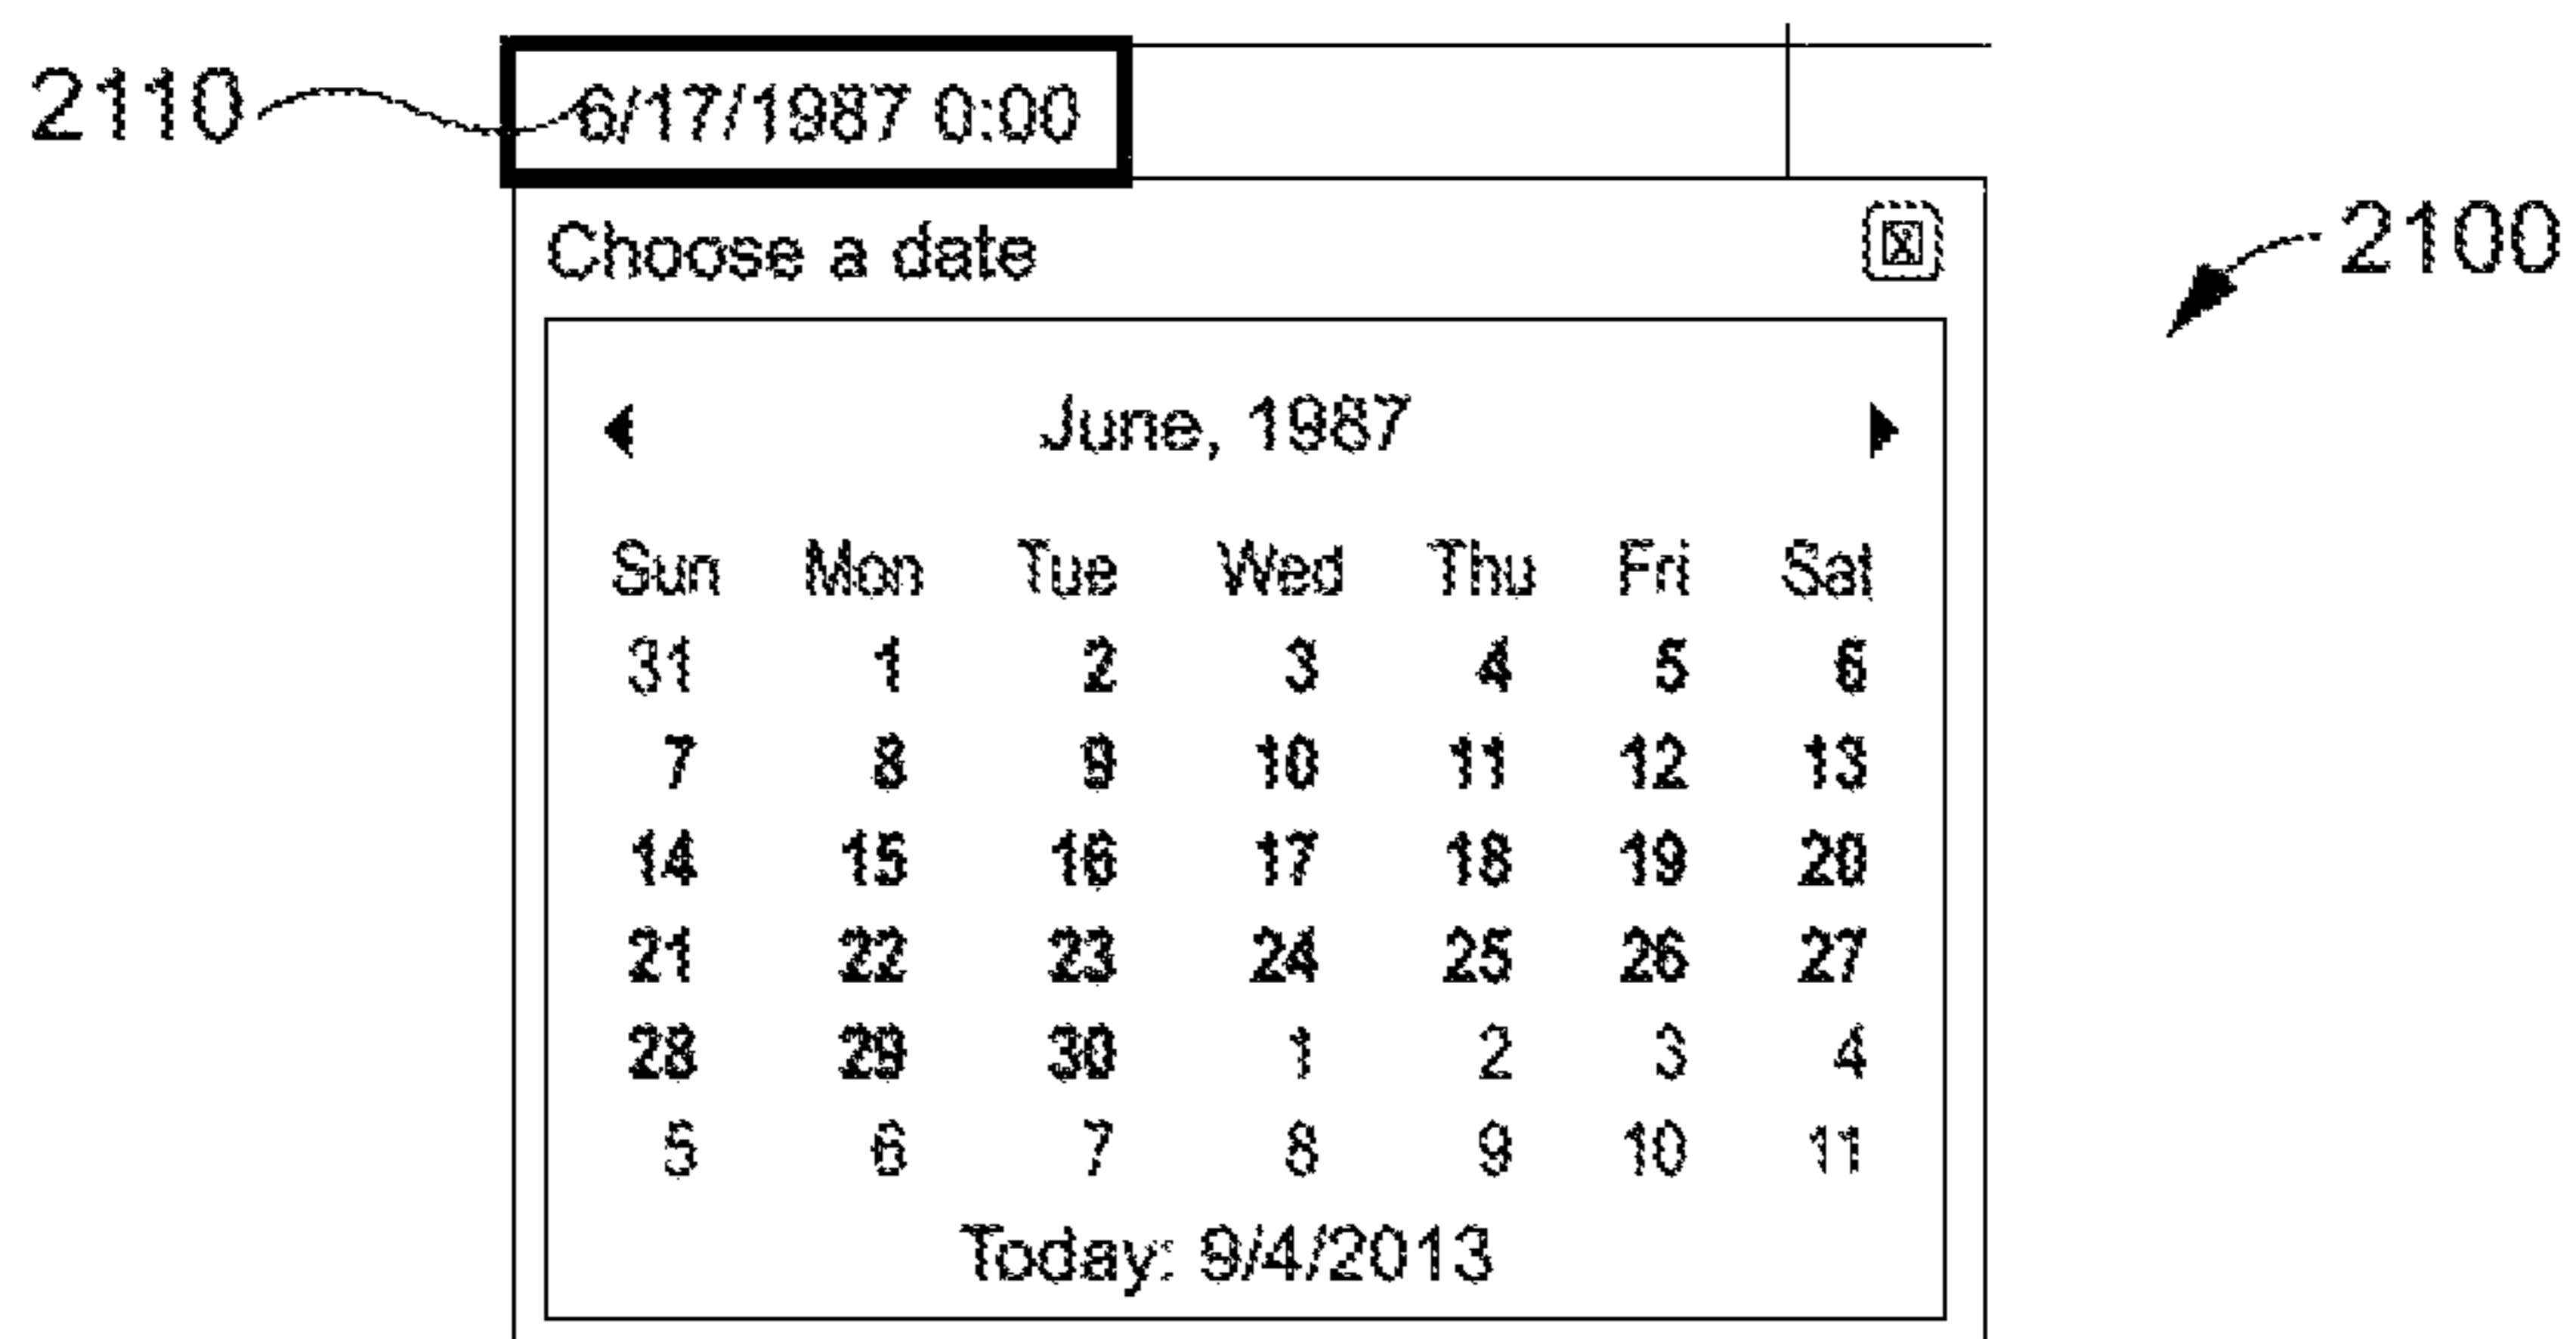 2110 6/17/1987 0:00
Choose a date X
2100
June, 1987
Sun Mon Tue Wed Thu Fri Sat
31 1 2 3 4 5 6
7 8 9 10 11 12 13
14 15 16 17 18 19 20
21 22 23 24 25 26 27
28 29 30 1 2 3 4
5 6 7 8 9 10 11
Today: 9/4/2013